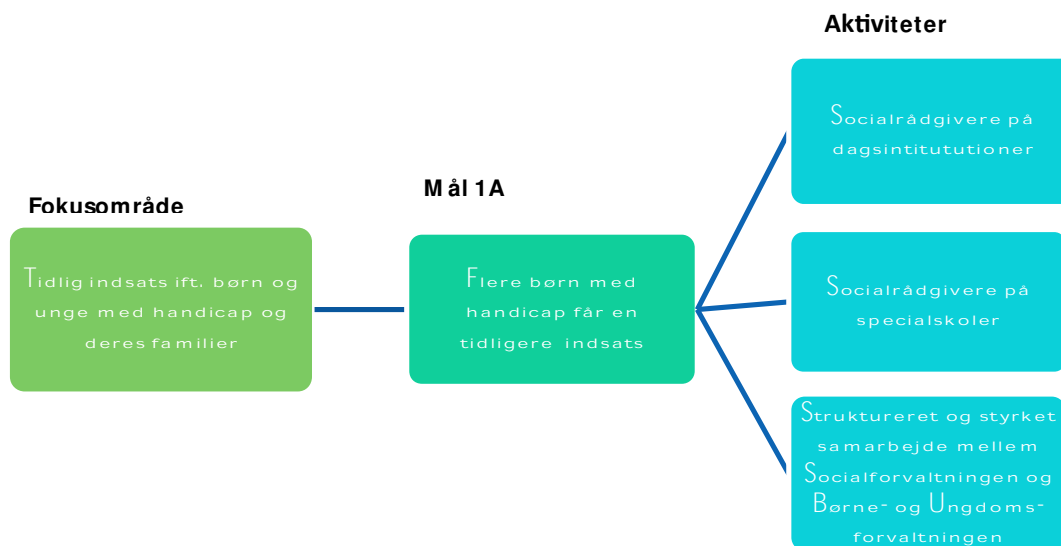 Fokusområde
Tidlig indsats ift. børn og
unge med handicap og
deres familier
Mål 1A
Flere børn med
handicap får en
tidligere indsats
Aktiviteter
Socialrådgivere på
dagsintitututioner
Socialrådgivere på
specialskoler
Struktureret og styrket
samarbejde mellem
Socialforvaltningen og
Børne- og Ungdoms-
forvaltningen